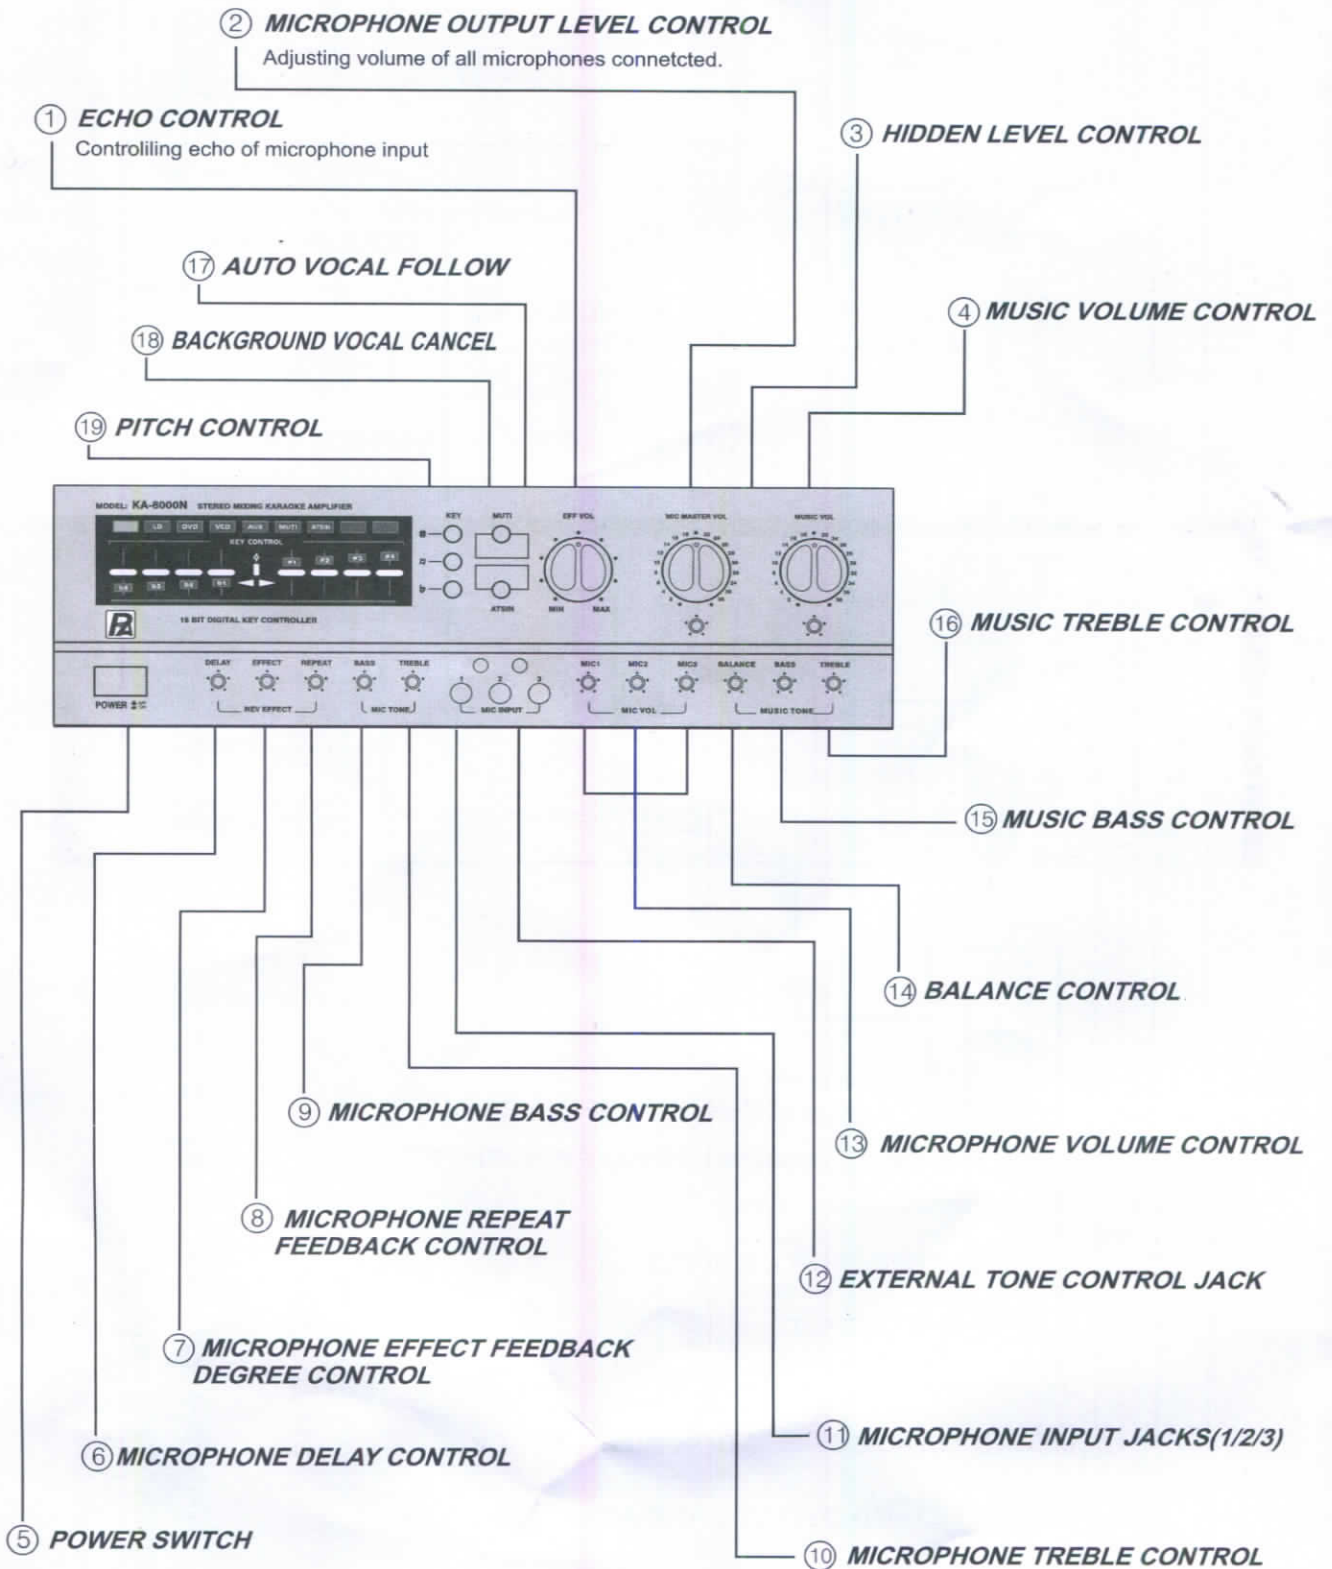 ② MICROPHONE OUTPUT LEVEL CONTROL
Adjusting volume of all microphones connetcted.
① ECHO CONTROL
Controliling echo of microphone input
③ HIDDEN LEVEL CONTROL
⑰ AUTO VOCAL FOLLOW
④ MUSIC VOLUME CONTROL
⑱ BACKGROUND VOCAL CANCEL
⑲ PITCH CONTROL
MODEL: KA-8000N STEREO MIXING KARAOKE AMPLIFIER
LD DVD VCD AUX MUTI ATSIN
KEY CONTROL
KEY MUTI EFF VOL MIC MASTER VOL MUSIC VOL
ATSIN MIN MAX
16 BIT DIGITAL KEY CONTROLLER
⑯ MUSIC TREBLE CONTROL
DELAY EFFECT REPEAT BASS TREBLE MIC1 MIC2 MIC3 BALANCE BASS TREBLE
1 2 3
POWER REV EFFECT MIC TONE MIC INPUT MIC VOL MUSIC TONE
⑮ MUSIC BASS CONTROL
⑭ BALANCE CONTROL
⑨ MICROPHONE BASS CONTROL
⑬ MICROPHONE VOLUME CONTROL
⑧ MICROPHONE REPEAT
FEEDBACK CONTROL
⑫ EXTERNAL TONE CONTROL JACK
⑦ MICROPHONE EFFECT FEEDBACK
DEGREE CONTROL
⑪ MICROPHONE INPUT JACKS(1/2/3)
⑥ MICROPHONE DELAY CONTROL
⑤ POWER SWITCH
⑩ MICROPHONE TREBLE CONTROL